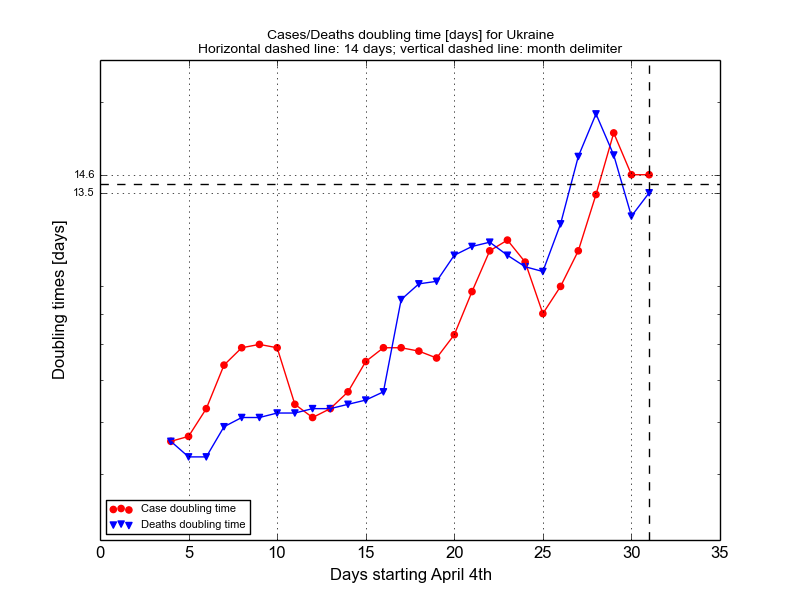 Cases/Deaths doubling time [days] for Ukraine
Horizontal dashed line: 14 days; vertical dashed line: month delimiter
14.6
13.5
Doubling times [days]
Case doubling time
Deaths doubling time
0 5 10 15 20 25 30 35
Days starting April 4th